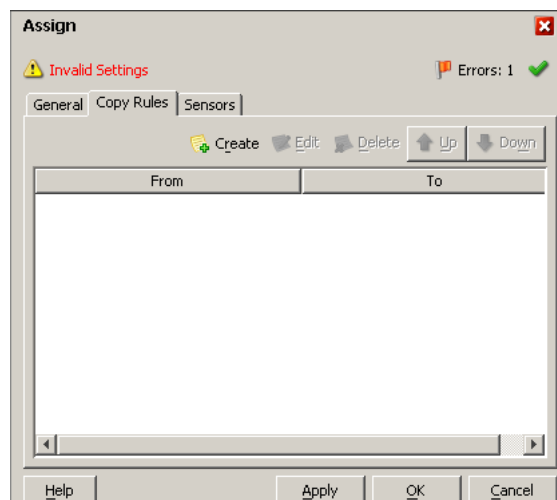 Assign
Invalid Settings Errors: 1
General Copy Rules Sensors
Create Edit Delete Up Down
From To
Help Apply OK Cancel